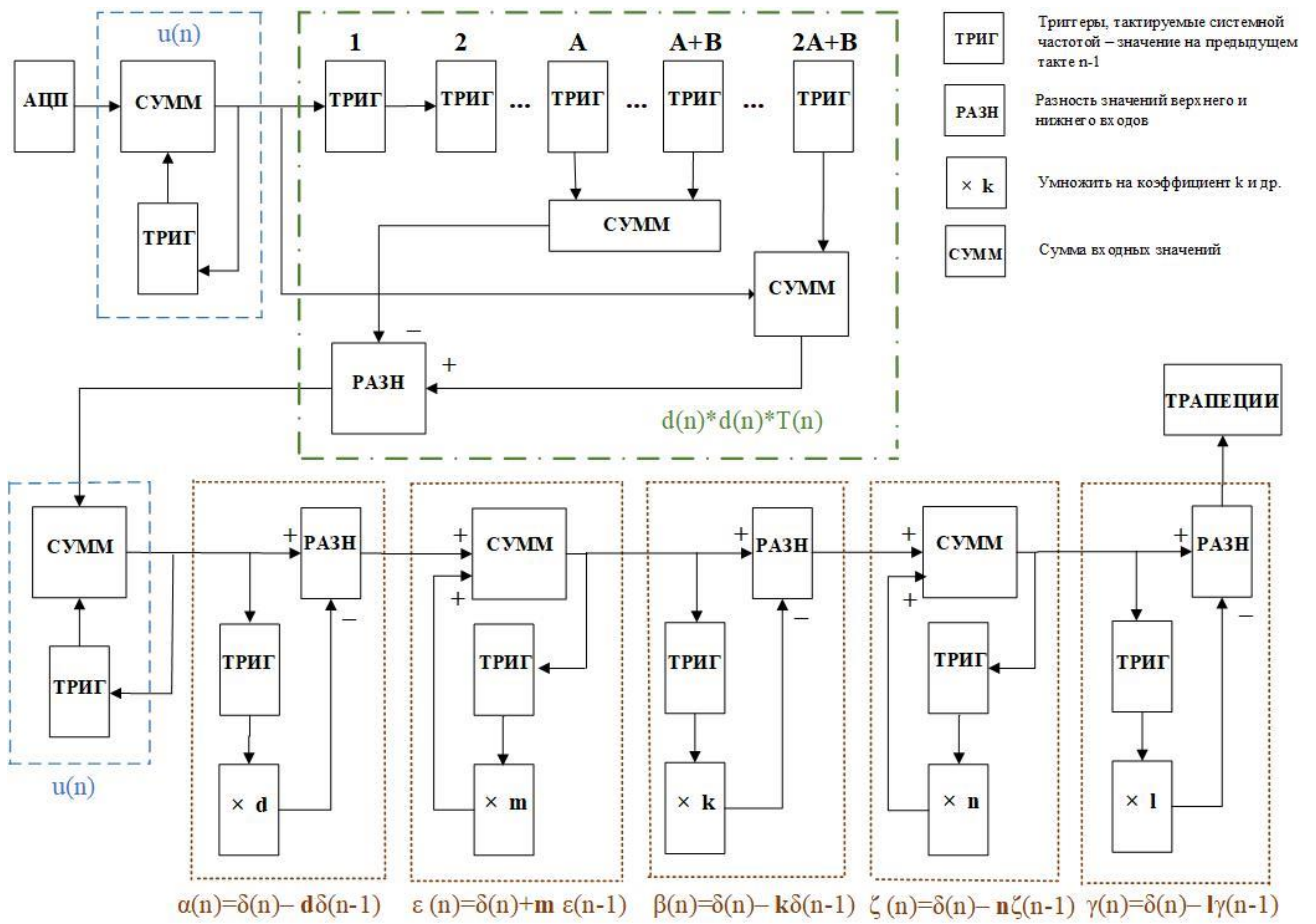 u(n)
1 2 A A+B 2A+B
АЦП
СУММ
ТРИГ
ТРИГ
ТРИГ
...
ТРИГ
...
ТРИГ
...
ТРИГ
ТРИГ
СУММ
СУММ
−
+
РАЗН
d(n)*d(n)*T(n)
ТРИГ
Триггеры, тактируемые системной
частотой – значение на предыдущем
такте n-1
РАЗН
Разность значений верхнего и
нижнего входов
× k
Умножить на коэффициент k и др.
СУММ
Сумма входных значений
ТРАПЕЦИИ
СУММ
ТРИГ
u(n)
+
РАЗН
−
ТРИГ
× d
+
СУММ
+
ТРИГ
× m
+
РАЗН
−
ТРИГ
× k
+
СУММ
+
ТРИГ
× n
+
РАЗН
−
ТРИГ
× l
α(n)=δ(n)− dδ(n-1)
ε (n)=δ(n)+m ε(n-1)
β(n)=δ(n)− kδ(n-1)
ζ (n)=δ(n)− nζ(n-1)
γ(n)=δ(n)− lγ(n-1)